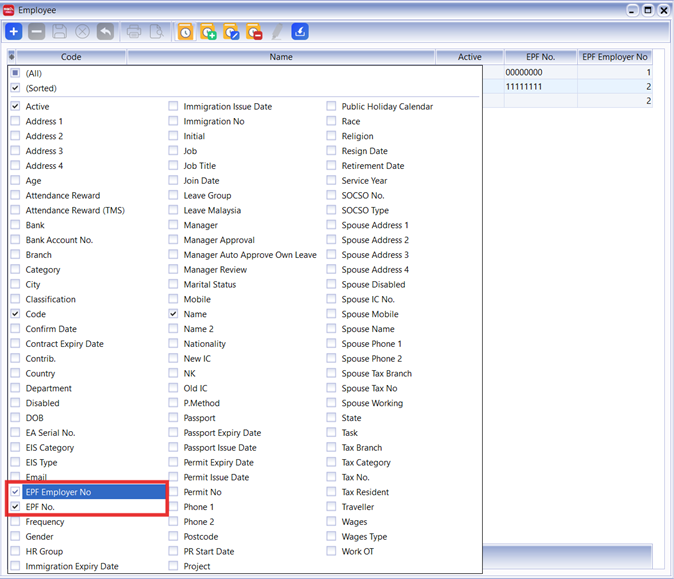 Employee
Code Name Active EPF No. EPF Employer No
(All) 00000000 1
(Sorted) 11111111 2
2
Active Immigration Issue Date Public Holiday Calendar
Address 1 Immigration No Race
Address 2 Initial Religion
Address 3 Job Resign Date
Address 4 Job Title Retirement Date
Age Join Date Service Year
Attendance Reward Leave Group SOCSO No.
Attendance Reward (TMS) Leave Malaysia SOCSO Type
Bank Manager Spouse Address 1
Bank Account No. Manager Approval Spouse Address 2
Branch Manager Auto Approve Own Leave Spouse Address 3
Category Manager Review Spouse Address 4
City Marital Status Spouse Disabled
Classification Mobile Spouse IC No.
Code Name Spouse Mobile
Confirm Date Name 2 Spouse Name
Contract Expiry Date Nationality Spouse Phone 1
Contrib. New IC Spouse Phone 2
Country NK Spouse Tax Branch
Department Old IC Spouse Tax No
Disabled P.Method Spouse Working
DOB Passport State
EA Serial No. Passport Expiry Date Task
EIS Category Passport Issue Date Tax Branch
EIS Type Permit Expiry Date Tax Category
Email Permit Issue Date Tax No.
EPF Employer No Permit No Tax Resident
EPF No. Phone 1 Traveller
Frequency Phone 2 Wages
Gender Postcode Wages Type
HR Group PR Start Date Work OT
Immigration Expiry Date Project